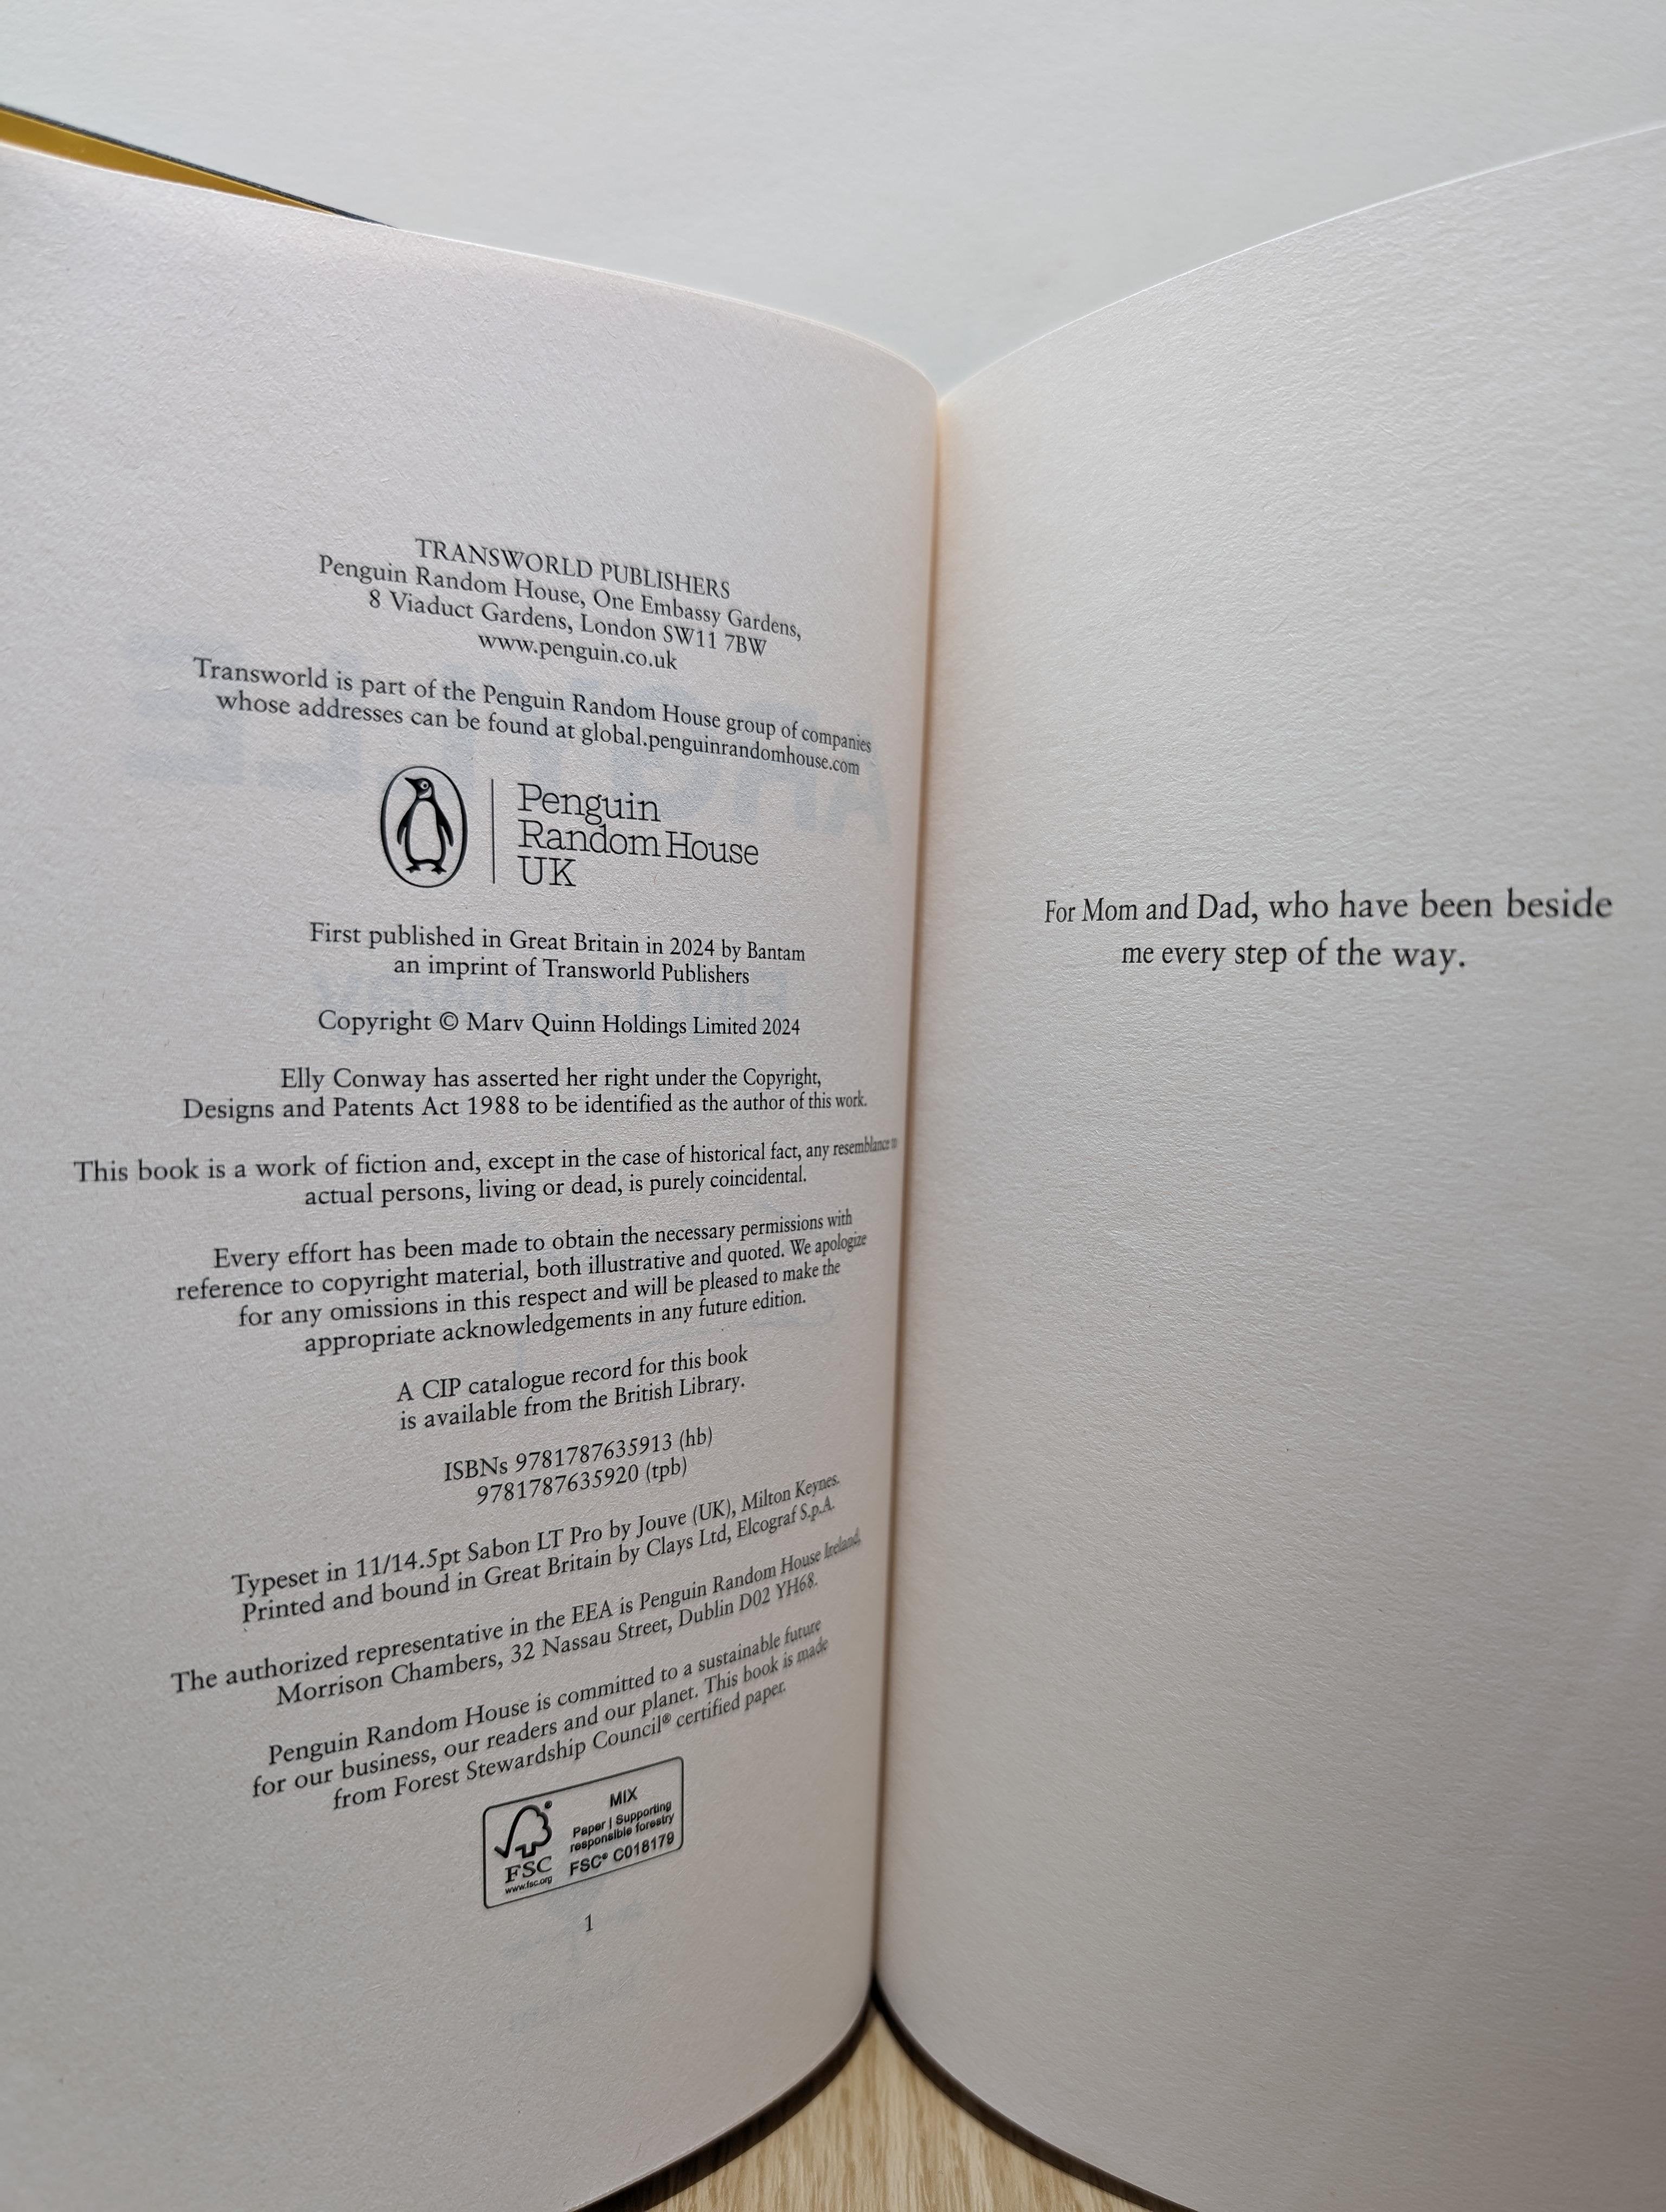 TRANSWORLD PUBLISHERS
Penguin Random House, One Embassy Gardens,
8 Viaduct Gardens, London SW11 7BW
www.penguin.co.uk
Transworld is part of the Penguin Random House group of companies
whose addresses can be found at global.penguinrandomhouse.com
Penguin
Random House
UK
First published in Great Britain in 2024 by Bantam
an imprint of Transworld Publishers
Copyright © Marv Quinn Holdings Limited 2024
Elly Conway has asserted her right under the Copyright,
Designs and Patents Act 1988 to be identified as the author of this work.
This book is a work of fiction and, except in the case of historical fact, any resemblance to
actual persons, living or dead, is purely coincidental.
Every effort has been made to obtain the necessary permissions with
reference to copyright material, both illustrative and quoted. We apologize
for any omissions in this respect and will be pleased to make the
appropriate acknowledgements in any future edition.
A CIP catalogue record for this book
is available from the British Library.
ISBNs 9781787635913 (hb)
9781787635920 (tpb)
Typeset in 11/14.5pt Sabon LT Pro by Jouve (UK), Milton Keynes.
Printed and bound in Great Britain by Clays Ltd, Elcograf S.p.A.
The authorized representative in the EEA is Penguin Random House Ireland,
Morrison Chambers, 32 Nassau Street, Dublin D02 YH68.
Penguin Random House is committed to a sustainable future
for our business, our readers and our planet. This book is made
from Forest Stewardship Council® certified paper.
MIX
Paper | Supporting
responsible forestry
FSC® C018179
FSC
www.fsc.org
1
For Mom and Dad, who have been beside
me every step of the way.